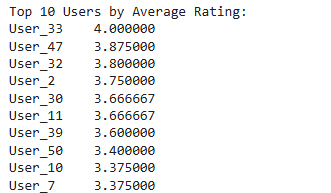 Top 10 Users by Average Rating:
User_33    4.000000
User_47    3.875000
User_32    3.800000
User_2     3.750000
User_30    3.666667
User_11    3.666667
User_39    3.600000
User_50    3.400000
User_10    3.375000
User_7     3.375000